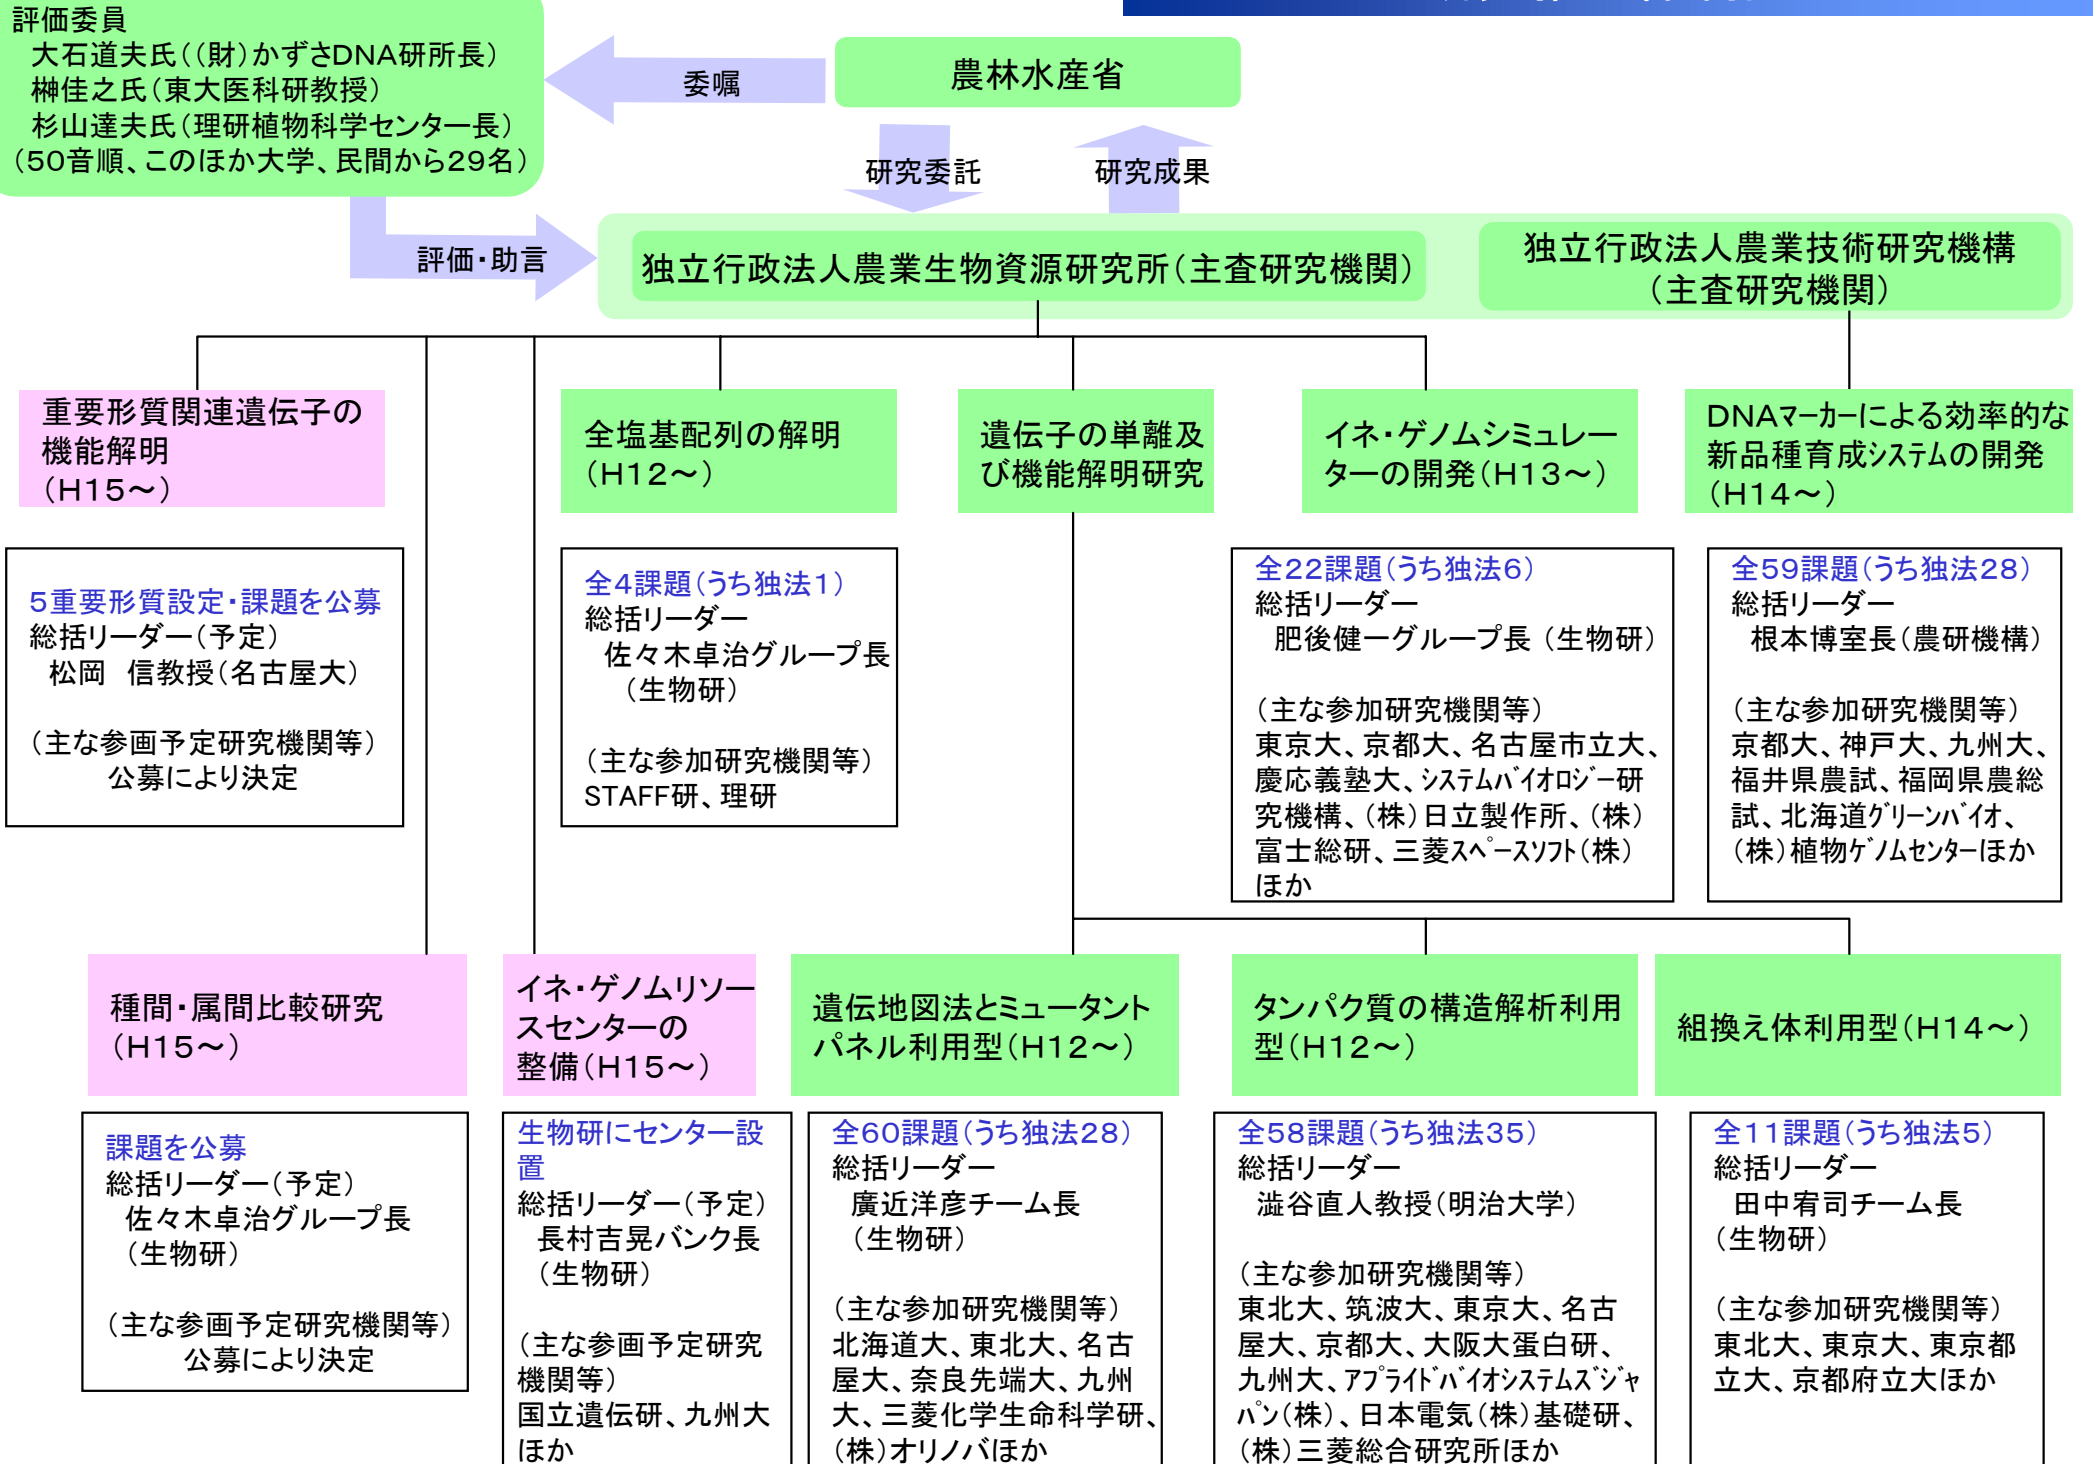 評価委員
大石道夫氏((財)かずさDNA研所長)
榊佳之氏(東大医科研教授)
杉山達夫氏(理研植物科学センター長)
(50音順、このほか大学、民間から29名)
委嘱
農林水産省
研究委託
研究成果
評価・助言
独立行政法人農業生物資源研究所(主査研究機関)
独立行政法人農業技術研究機構
(主査研究機関)
重要形質関連遺伝子の
機能解明
(H15~)
全塩基配列の解明
(H12~)
遺伝子の単離及
び機能解明研究
イネ・ゲノムシミュレー
ターの開発(H13~)
DNAマーカーによる効率的な
新品種育成システムの開発
(H14~)
5重要形質設定・課題を公募
総括リーダー(予定)
松岡 信教授(名古屋大)
(主な参画予定研究機関等)
公募により決定
全4課題(うち独法1)
総括リーダー
佐々木卓治グループ長
(生物研)
(主な参加研究機関等)
STAFF研、理研
全22課題(うち独法6)
総括リーダー
肥後健一グループ長 (生物研)
(主な参加研究機関等)
東京大、京都大、名古屋市立大、
慶応義塾大、システムバイオロジー研
究機構、(株)日立製作所、(株)
富士総研、三菱スペースソフト(株)
ほか
全59課題(うち独法28)
総括リーダー
根本博室長(農研機構)
(主な参加研究機関等)
京都大、神戸大、九州大、
福井県農試、福岡県農総
試、北海道グリーンバイオ、
(株)植物ゲノムセンターほか
種間・属間比較研究
(H15~)
イネ・ゲノムリソー
スセンターの
整備(H15~)
遺伝地図法とミュータント
パネル利用型(H12~)
タンパク質の構造解析利用
型(H12~)
組換え体利用型(H14~)
課題を公募
総括リーダー(予定)
佐々木卓治グループ長
(生物研)
(主な参画予定研究機関等)
公募により決定
生物研にセンター設
置
総括リーダー(予定)
長村吉晃バンク長
(生物研)
(主な参画予定研究
機関等)
国立遺伝研、九州大
ほか
全60課題(うち独法28)
総括リーダー
廣近洋彦チーム長
(生物研)
(主な参加研究機関等)
北海道大、東北大、名古
屋大、奈良先端大、九州
大、三菱化学生命科学研、
(株)オリノバほか
全58課題(うち独法35)
総括リーダー
澁谷直人教授(明治大学)
(主な参加研究機関等)
東北大、筑波大、東京大、名古
屋大、京都大、大阪大蛋白研、
九州大、アプライドバイオシステムズジャ
パン(株)、日本電気(株)基礎研、
(株)三菱総合研究所ほか
全11課題(うち独法5)
総括リーダー
田中宥司チーム長
(生物研)
(主な参加研究機関等)
東北大、東京大、東京都
立大、京都府立大ほか